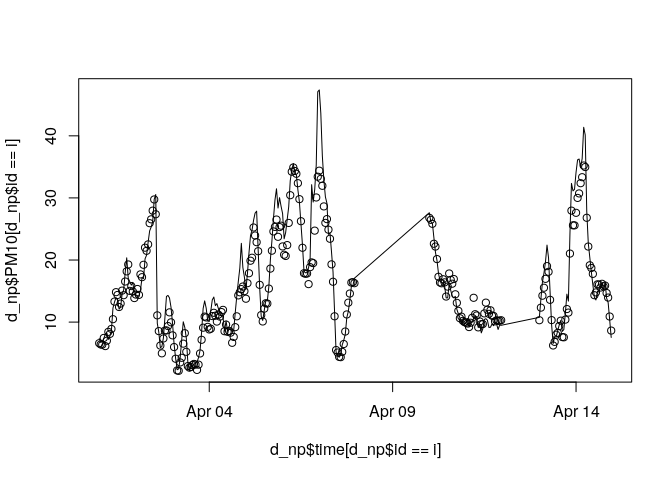 d_np$PM10[d_np$id == i]
40
30
20
10
Apr 04
Apr 09
Apr 14
d_np$time[d_np$id == i]